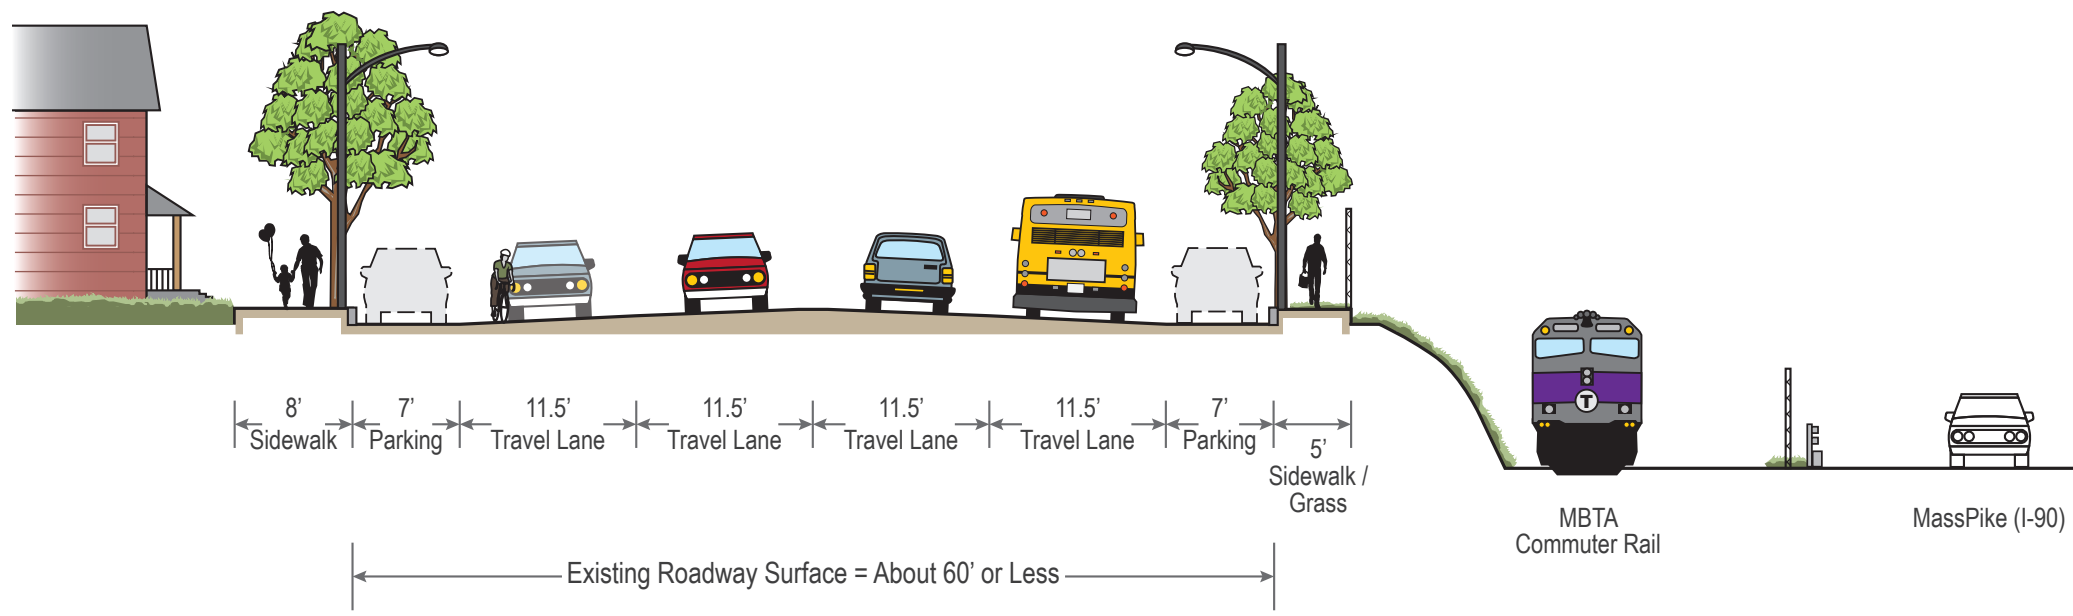 8’
Sidewalk
7’
Parking
11.5’
Travel Lane
11.5’
Travel Lane
11.5’
Travel Lane
11.5’
Travel Lane
7’
Parking
5’
Sidewalk /
Grass
T
MBTA
Commuter Rail
MassPike (I-90)
Existing Roadway Surface = About 60’ or Less